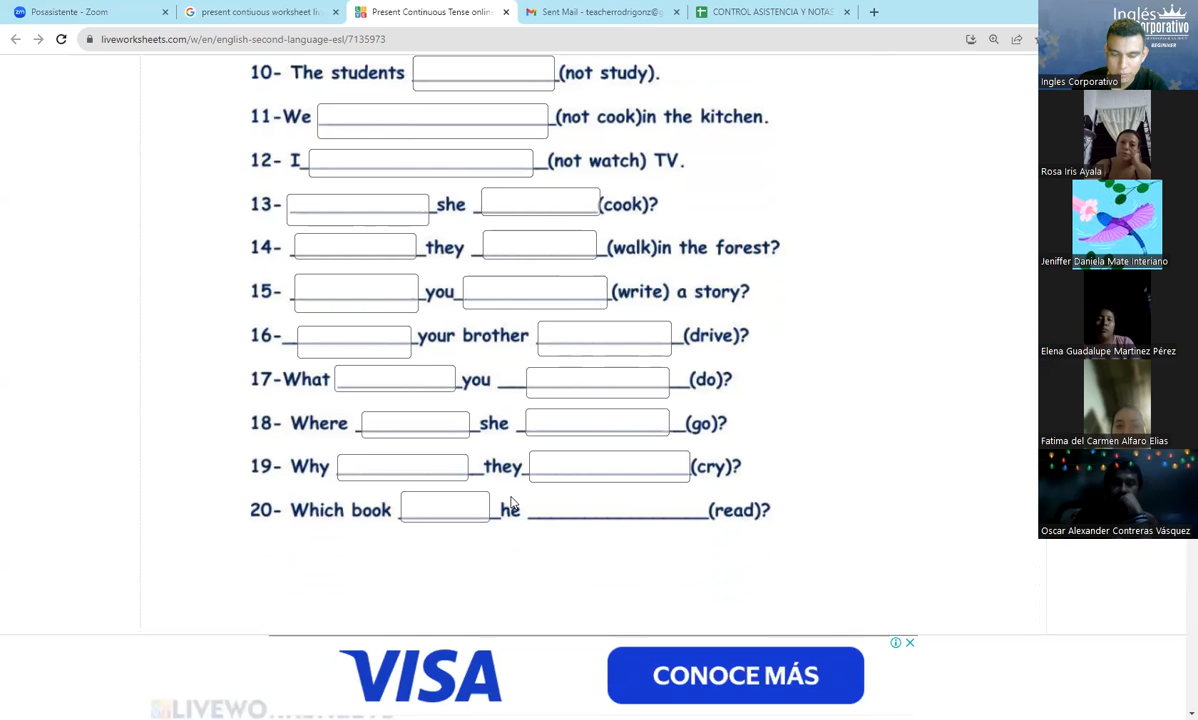 Posasistente - Zoom
present contiuous worksheet liv
Present Continuous Tense onlin
Sent Mail - teacherrodrigonz@g
CONTROL ASISTENCIA Y NOTAS
liveworksheets.com/w/en/english-second-language-esl/7135973
10- The students (not study).
11-We (not cook)in the kitchen.
12- I (not watch) TV.
13- she (cook)?
14- they (walk)in the forest?
15- you (write) a story?
16- your brother (drive)?
17-What you (do)?
18- Where she (go)?
19- Why they (cry)?
20- Which book he (read)?
VISA
CONOCE MÁS
Inglés
BEGINNER
Ingles Corporativo
Rosa Iris Ayala
Jeniffer Daniela Mate Interiano
Elena Guadalupe Martinez Pérez
Fatima del Carmen Alfaro Elias
Oscar Alexander Contreras Vásquez